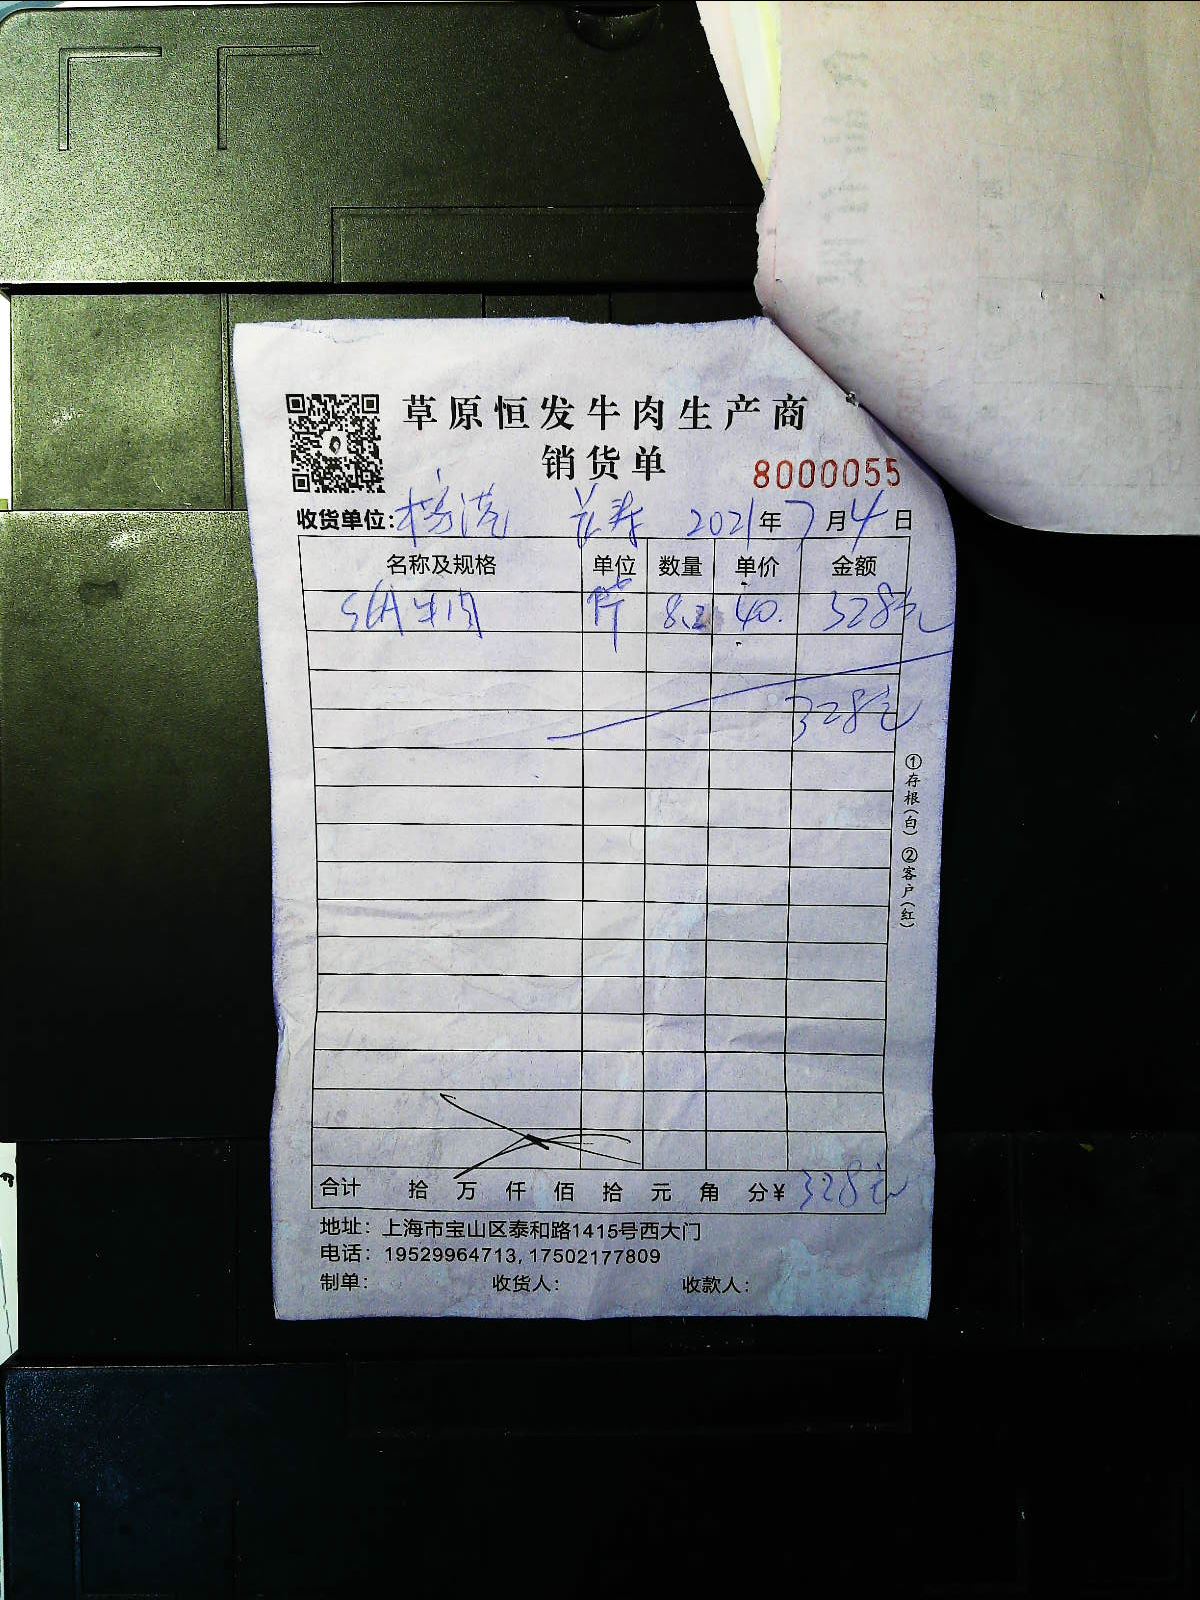 草原恒发牛肉生产商
销货单 8000055
收货单位: 杨浩 2021年7月4日
名称及规格 单位 数量 单价 金额
牛肉 斤 8.2 40. 328元
328元
①存根(白) ②客户(红)
合计 拾 万 仟 佰 拾 元 角 分¥ 328元
地址：上海市宝山区泰和路1415号西大门
电话：19529964713, 17502177809
制单： 收货人： 收款人：